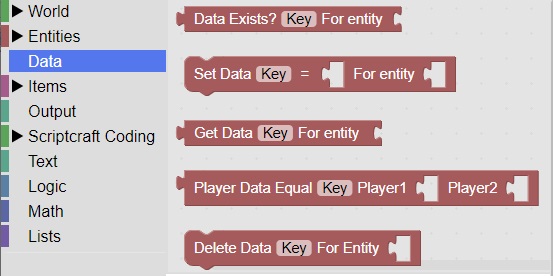 World
Entities
Data
Items
Output
Scriptcraft Coding
Text
Logic
Math
Lists
Data Exists? Key For entity
Set Data Key = For entity
Get Data Key For entity
Player Data Equal Key Player1 Player2
Delete Data Key For Entity